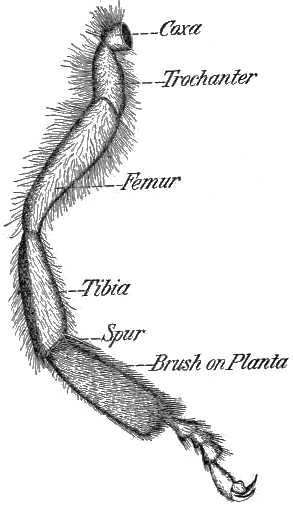 Coxa
Trochanter
Femur
Tibia
Spur
Brush on Planta